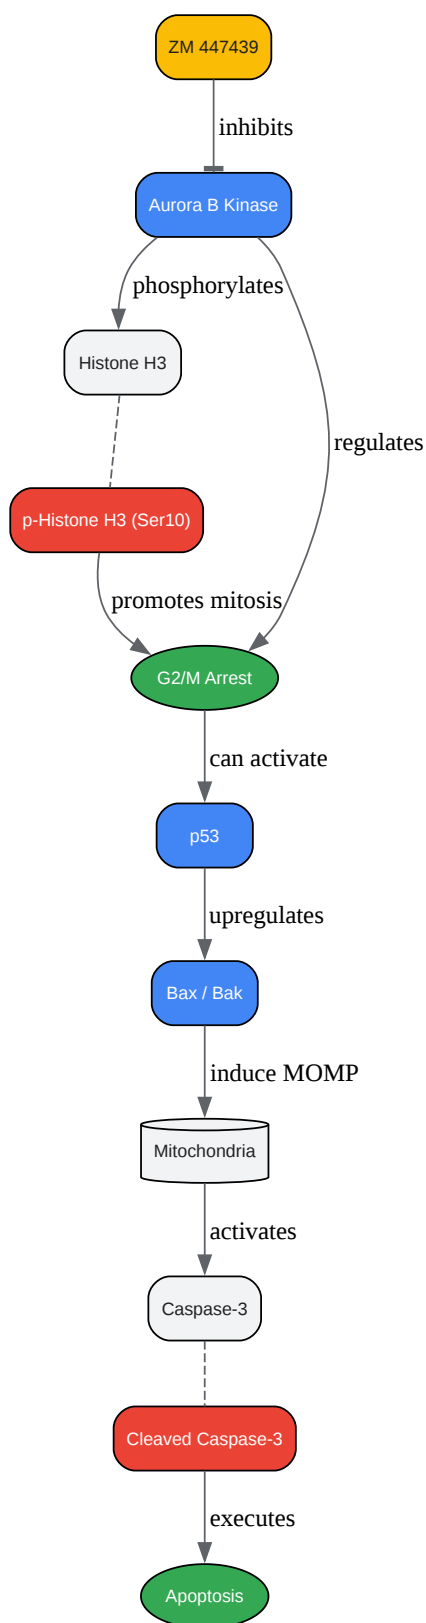 ZM 447439
inhibits
Aurora B Kinase
phosphorylates
Histone H3
regulates
p-Histone H3 (Ser10)
promotes mitosis
G2/M Arrest
can activate
p53
upregulates
Bax / Bak
induce MOMP
Mitochondria
activates
Caspase-3
Cleaved Caspase-3
executes
Apoptosis